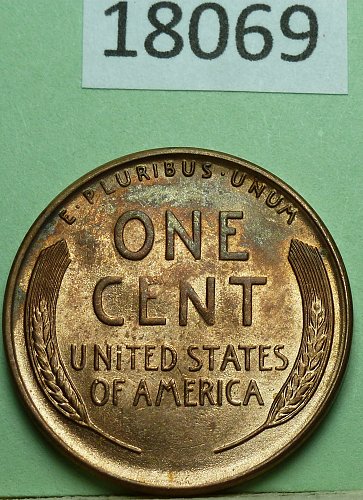 18069
E·PLURIBUS·UNUM
ONE
CENT
UNiTED STATES
OF AMERICA